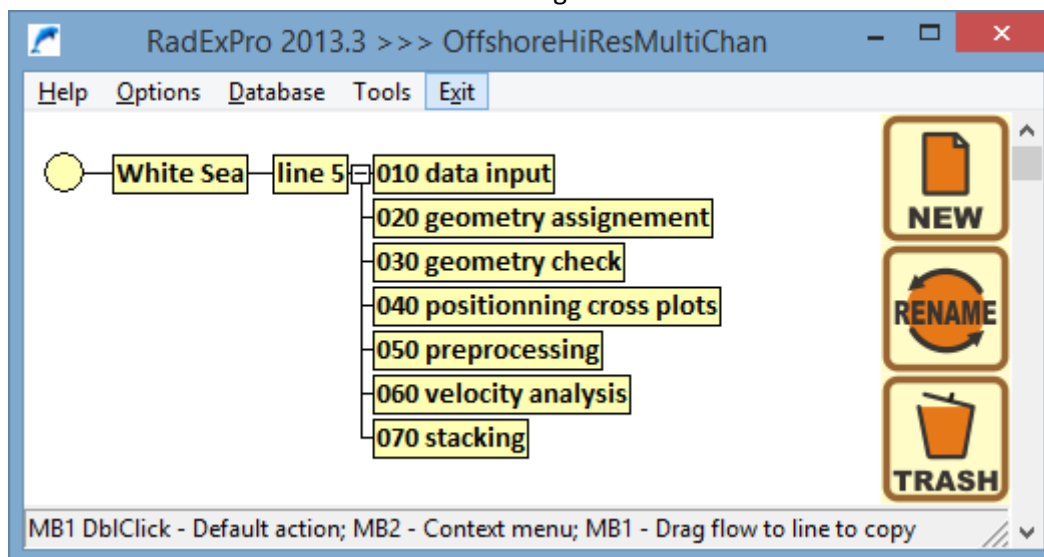 RadExPro 2013.3 >>> OffshoreHiResMultiChan
Help Options Database Tools Exit
White Sea line 5 010 data input
020 geometry assignement
030 geometry check
040 positionning cross plots
050 preprocessing
060 velocity analysis
070 stacking
NEW
RENAME
TRASH
MB1 DblClick - Default action; MB2 - Context menu; MB1 - Drag flow to line to copy